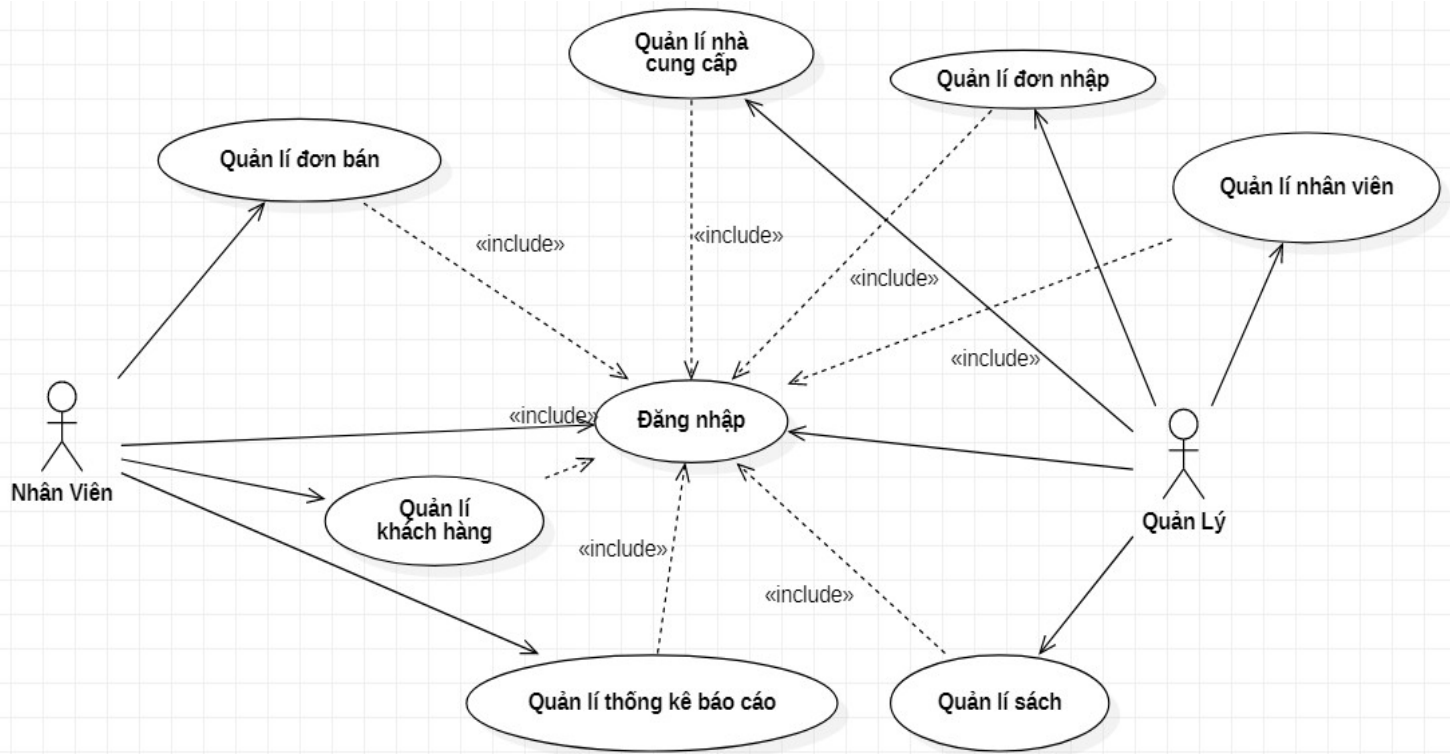 Quản lí nhà
cung cấp
Quản lí đơn nhập
Quản lí đơn bán
Quản lí nhân viên
«include»
«include»
«include»
«include»
«include»
Đăng nhập
Nhân Viên
Quản lí
khách hàng
Quản Lý
«include»
«include»
Quản lí thống kê báo cáo
Quản lí sách